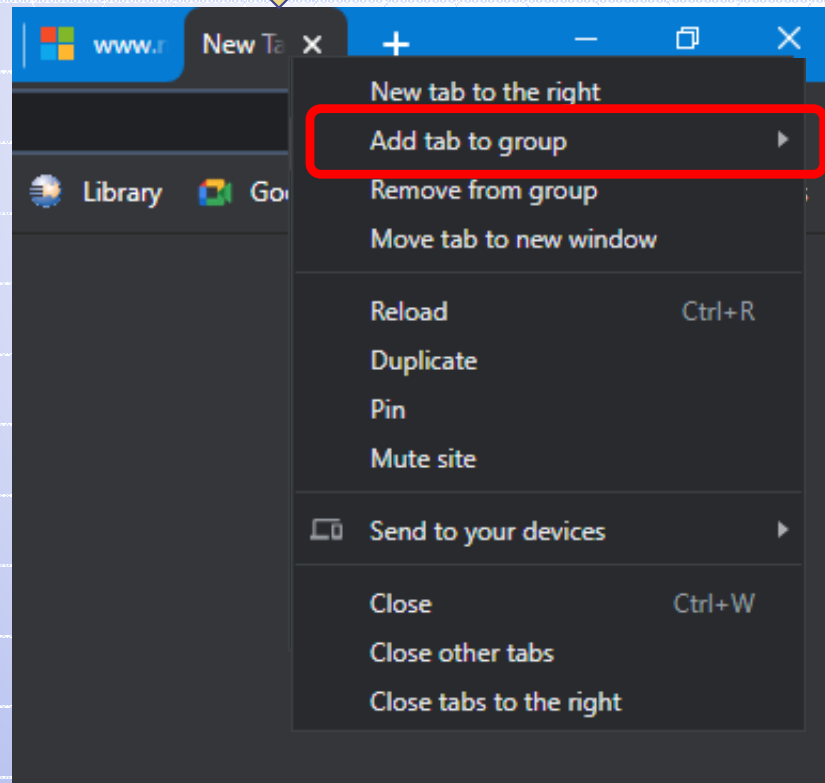 www. New Ta
New tab to the right
Add tab to group
Library Remove from group
Move tab to new window
Reload Ctrl+R
Duplicate
Pin
Mute site
Send to your devices
Close Ctrl+W
Close other tabs
Close tabs to the right